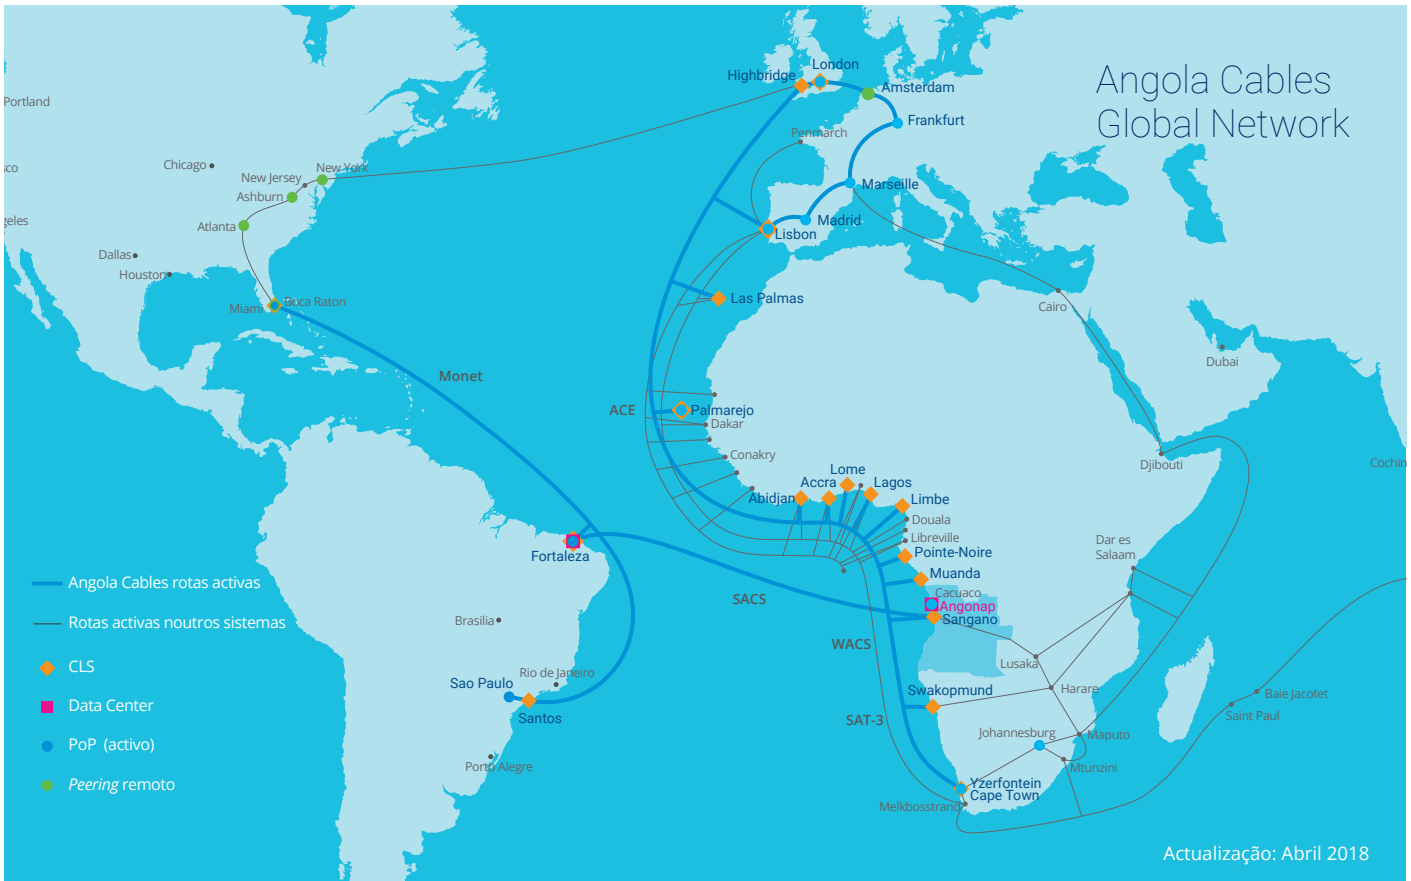 Angola Cables
Global Network
London
Highbridge
Amsterdam
Frankfurt
Penmarch
Marseille
Madrid
Lisbon
Portland
sco
geles
Chicago
New York
New Jersey
Ashburn
Atlanta
Dallas
Houston
Miami
Boca Raton
Las Palmas
Cairo
Dubai
Monet
ACE
Palmarejo
Dakar
Conakry
Djibouti
Cochin
Lome
Accra
Lagos
Abidjan
Limbe
Douala
Libreville
Pointe-Noire
Muanda
Cacuaco
Angonap
Sangano
Dar es
Salaam
Fortaleza
SACS
WACS
SAT-3
Brasilia
Rio de Janeiro
Sao Paulo
Santos
Porto Alegre
Lusaka
Harare
Swakopmund
Johannesburg
Maputo
Mtunzini
Yzerfontein
Cape Town
Melkbosstrand
Baie Jacotet
Saint Paul
Angola Cables rotas activas
Rotas activas noutros sistemas
CLS
Data Center
PoP (activo)
Peering remoto
Actualização: Abril 2018